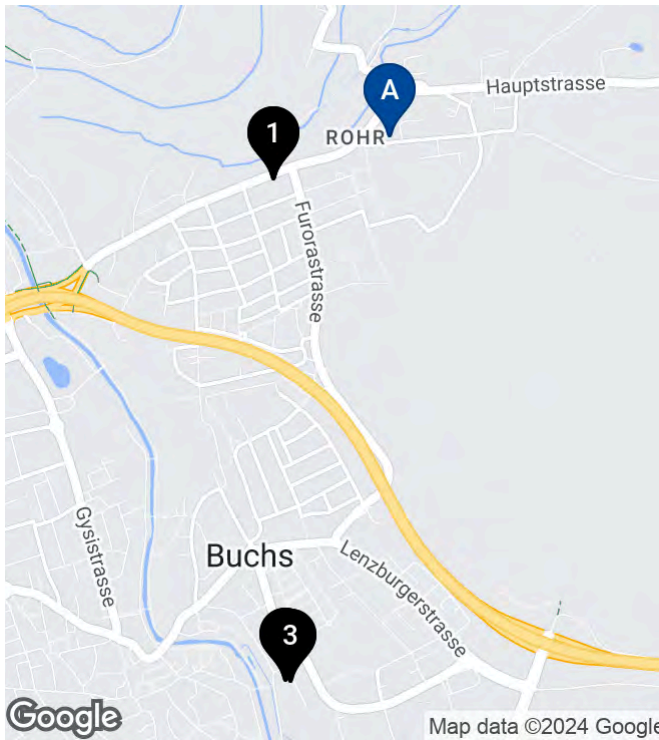 Hauptstrasse
A
1
ROHR
Furorastrasse
Gysistrasse
Buchs
Lenzburgerstrasse
3
Google
Map data ©2024 Google